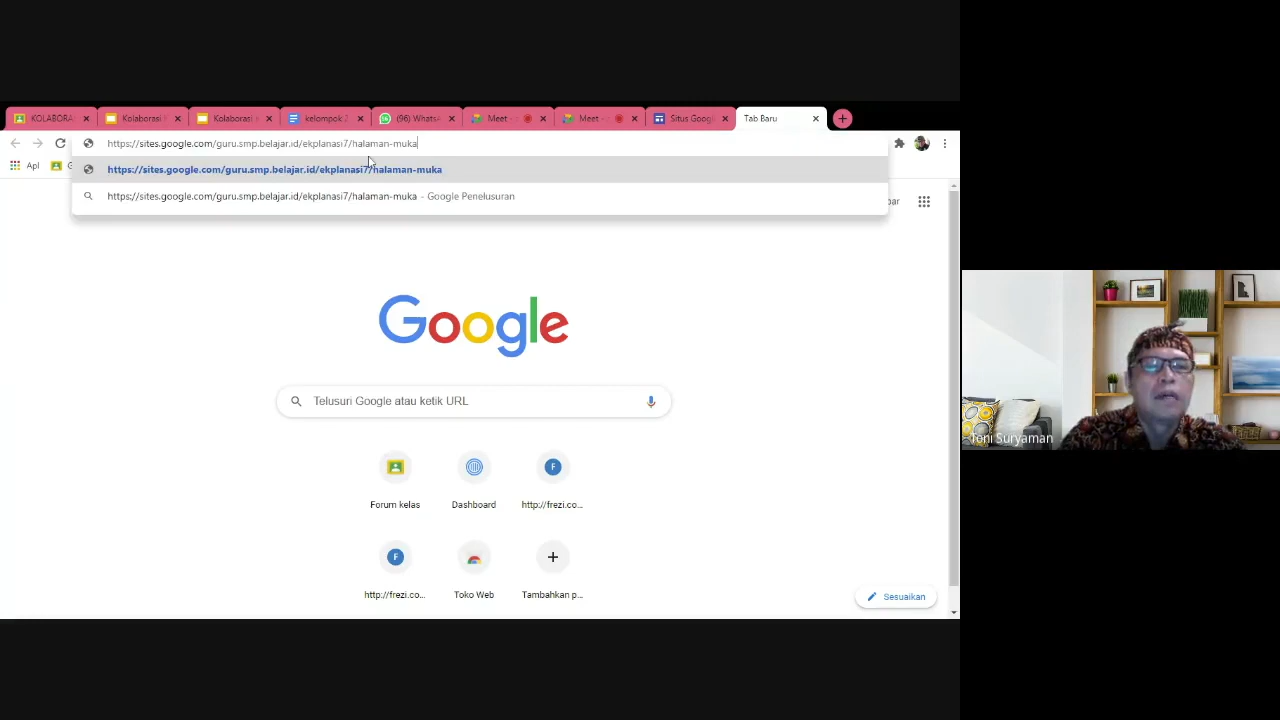 KOLABORA
Kolaborasi
Kolaborasi
kelompok
(96) Whats
Meet -
Meet -
Situs Googl
Tab Baru
https://sites.google.com/guru.smp.belajar.id/ekplanasi7/halaman-muka
Apl
https://sites.google.com/guru.smp.belajar.id/ekplanasi7/halaman-muka
https://sites.google.com/guru.smp.belajar.id/ekplanasi7/halaman-muka - Google Penelusuran
bar
Google
Telusuri Google atau ketik URL
Forum kelas
Dashboard
F
http://frezi.co...
F
http://frezi.co...
Toko Web
Tambahkan p...
Sesuaikan
Toni Suryaman